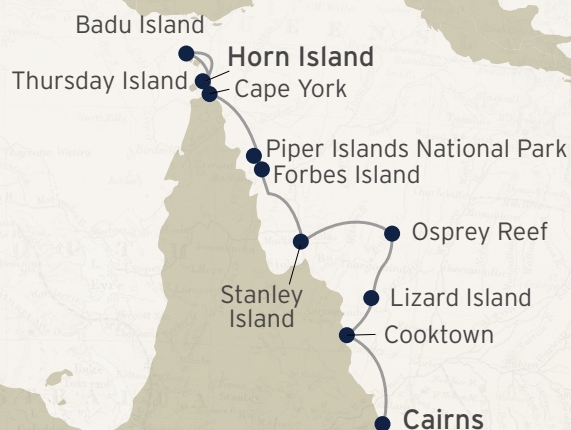 Badu Island
Horn Island
Thursday Island
Cape York
Piper Islands National Park
Forbes Island
Osprey Reef
Stanley
Island
Lizard Island
Cooktown
Cairns